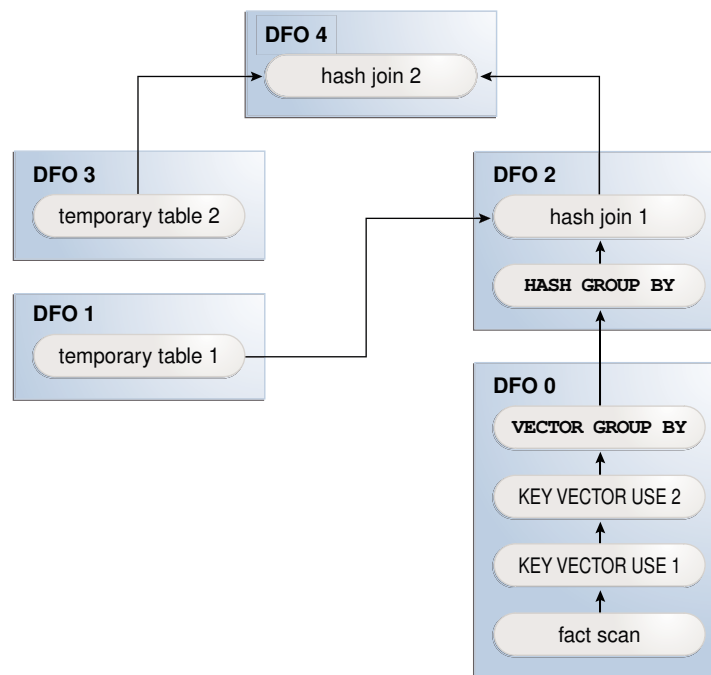 DFO 4
hash join 2
DFO 3
temporary table 2
DFO 2
hash join 1
HASH GROUP BY
DFO 1
temporary table 1
DFO 0
VECTOR GROUP BY
KEY VECTOR USE 2
KEY VECTOR USE 1
fact scan